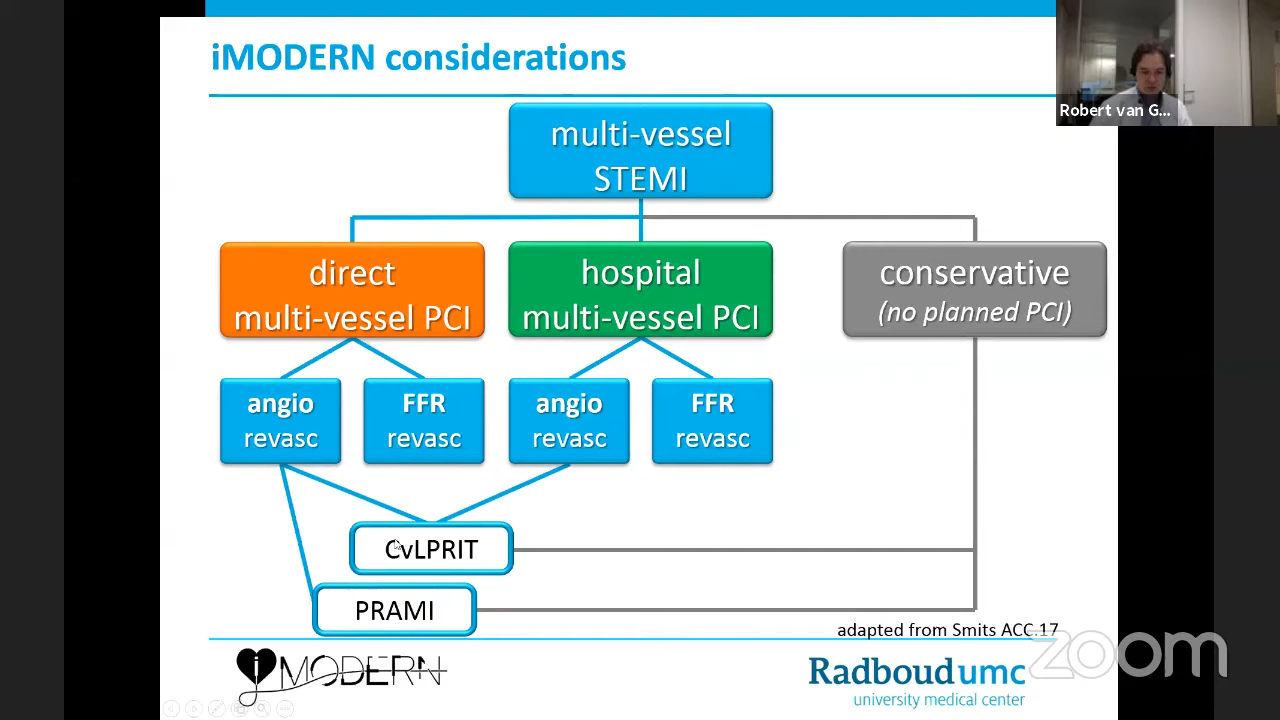 iMODERN considerations
Robert van G...
multi-vessel
STEMI
direct
multi-vessel PCI
hospital
multi-vessel PCI
conservative
(no planned PCI)
angio
revasc
FFR
revasc
angio
revasc
FFR
revasc
CvLPRIT
PRAMI
adapted from Smits ACC.17
iMODERN
Radboudumc
university medical center
zoom